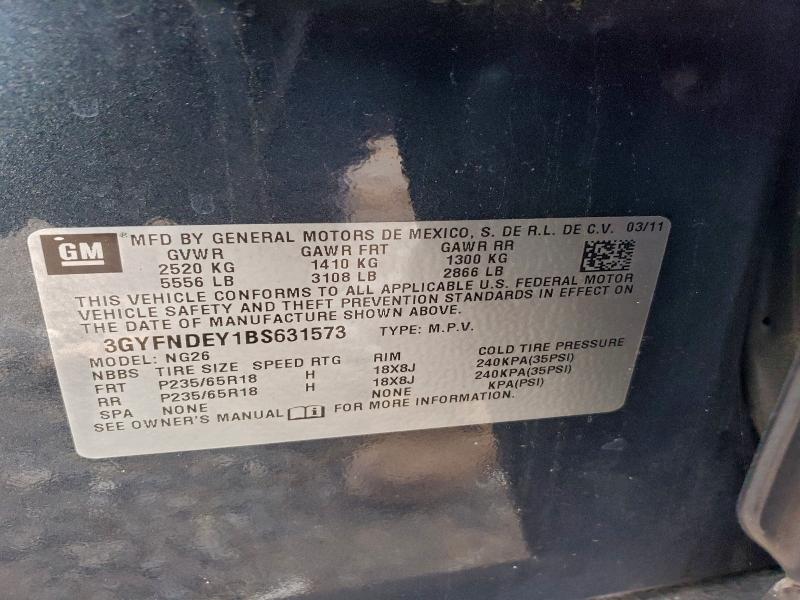 GM ® MFD BY GENERAL MOTORS DE MEXICO, S. DE R.L. DE C.V. 03/11
GVWR GAWR FRT GAWR RR
2520 KG 1410 KG 1300 KG
5556 LB 3108 LB 2866 LB
THIS VEHICLE CONFORMS TO ALL APPLICABLE U.S. FEDERAL MOTOR
VEHICLE SAFETY AND THEFT PREVENTION STANDARDS IN EFFECT ON
THE DATE OF MANUFACTURE SHOWN ABOVE.
3GYFNDEY1BS631573 TYPE: M.P.V.
MODEL: NG26
NBBS TIRE SIZE SPEED RTG RIM COLD TIRE PRESSURE
FRT P235/65R18 H 18X8J 240KPA(35PSI)
RR P235/65R18 H 18X8J 240KPA(35PSI)
SPA NONE NONE KPA(PSI)
SEE OWNER'S MANUAL i FOR MORE INFORMATION.